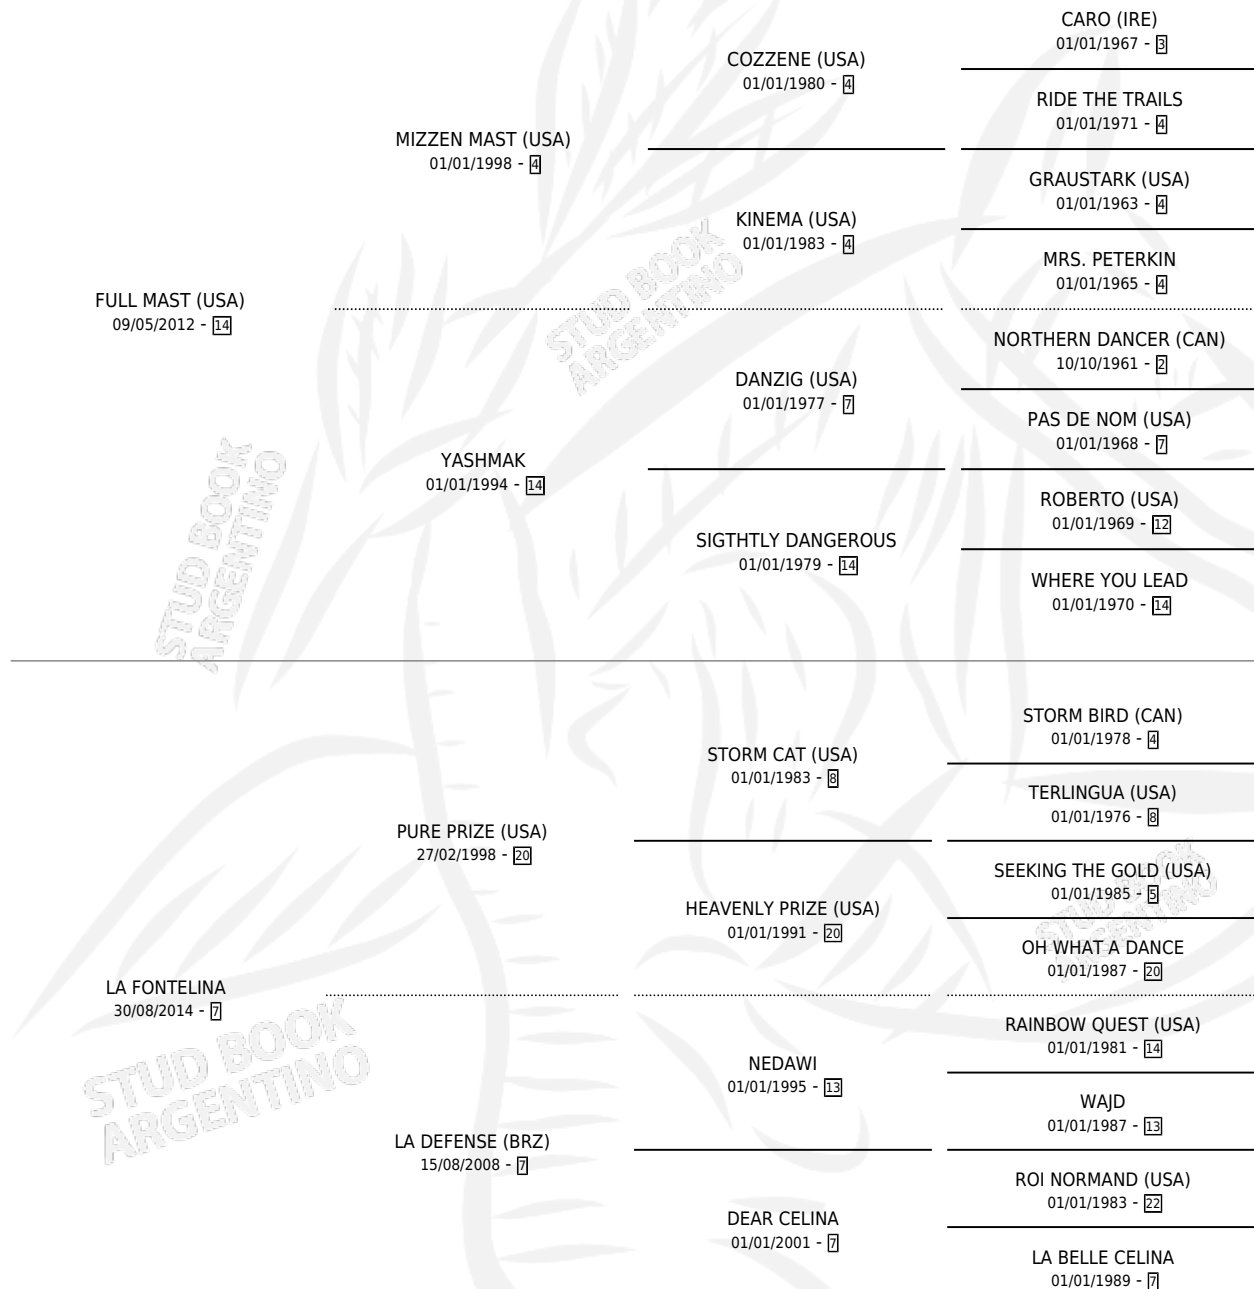 CARO (IRE)
01/01/1967 - 3
COZZENE (USA)
01/01/1980 - 4
RIDE THE TRAILS
01/01/1971 - 4
MIZZEN MAST (USA)
01/01/1998 - 4
GRAUSTARK (USA)
01/01/1963 - 4
KINEMA (USA)
01/01/1983 - 4
MRS. PETERKIN
01/01/1965 - 4
FULL MAST (USA)
09/05/2012 - 14
NORTHERN DANCER (CAN)
10/10/1961 - 2
DANZIG (USA)
01/01/1977 - 7
PAS DE NOM (USA)
01/01/1968 - 7
YASHMAK
01/01/1994 - 14
ROBERTO (USA)
01/01/1969 - 12
SIGTHTLY DANGEROUS
01/01/1979 - 14
WHERE YOU LEAD
01/01/1970 - 14
STORM BIRD (CAN)
01/01/1978 - 4
STORM CAT (USA)
01/01/1983 - 8
TERLINGUA (USA)
01/01/1976 - 8
PURE PRIZE (USA)
27/02/1998 - 20
SEEKING THE GOLD (USA)
01/01/1985 - 5
HEAVENLY PRIZE (USA)
01/01/1991 - 20
OH WHAT A DANCE
01/01/1987 - 20
LA FONTELINA
30/08/2014 - 7
RAINBOW QUEST (USA)
01/01/1981 - 14
NEDAWI
01/01/1995 - 13
WAJD
01/01/1987 - 13
LA DEFENSE (BRZ)
15/08/2008 - 7
ROI NORMAND (USA)
01/01/1983 - 22
DEAR CELINA
01/01/2001 - 7
LA BELLE CELINA
01/01/1989 - 7
STUD BOOK
ARGENTINO
STUD BOOK
ARGENTINO
STUD BOOK
ARGENTINO
STUD BOOK
ARGENTINO